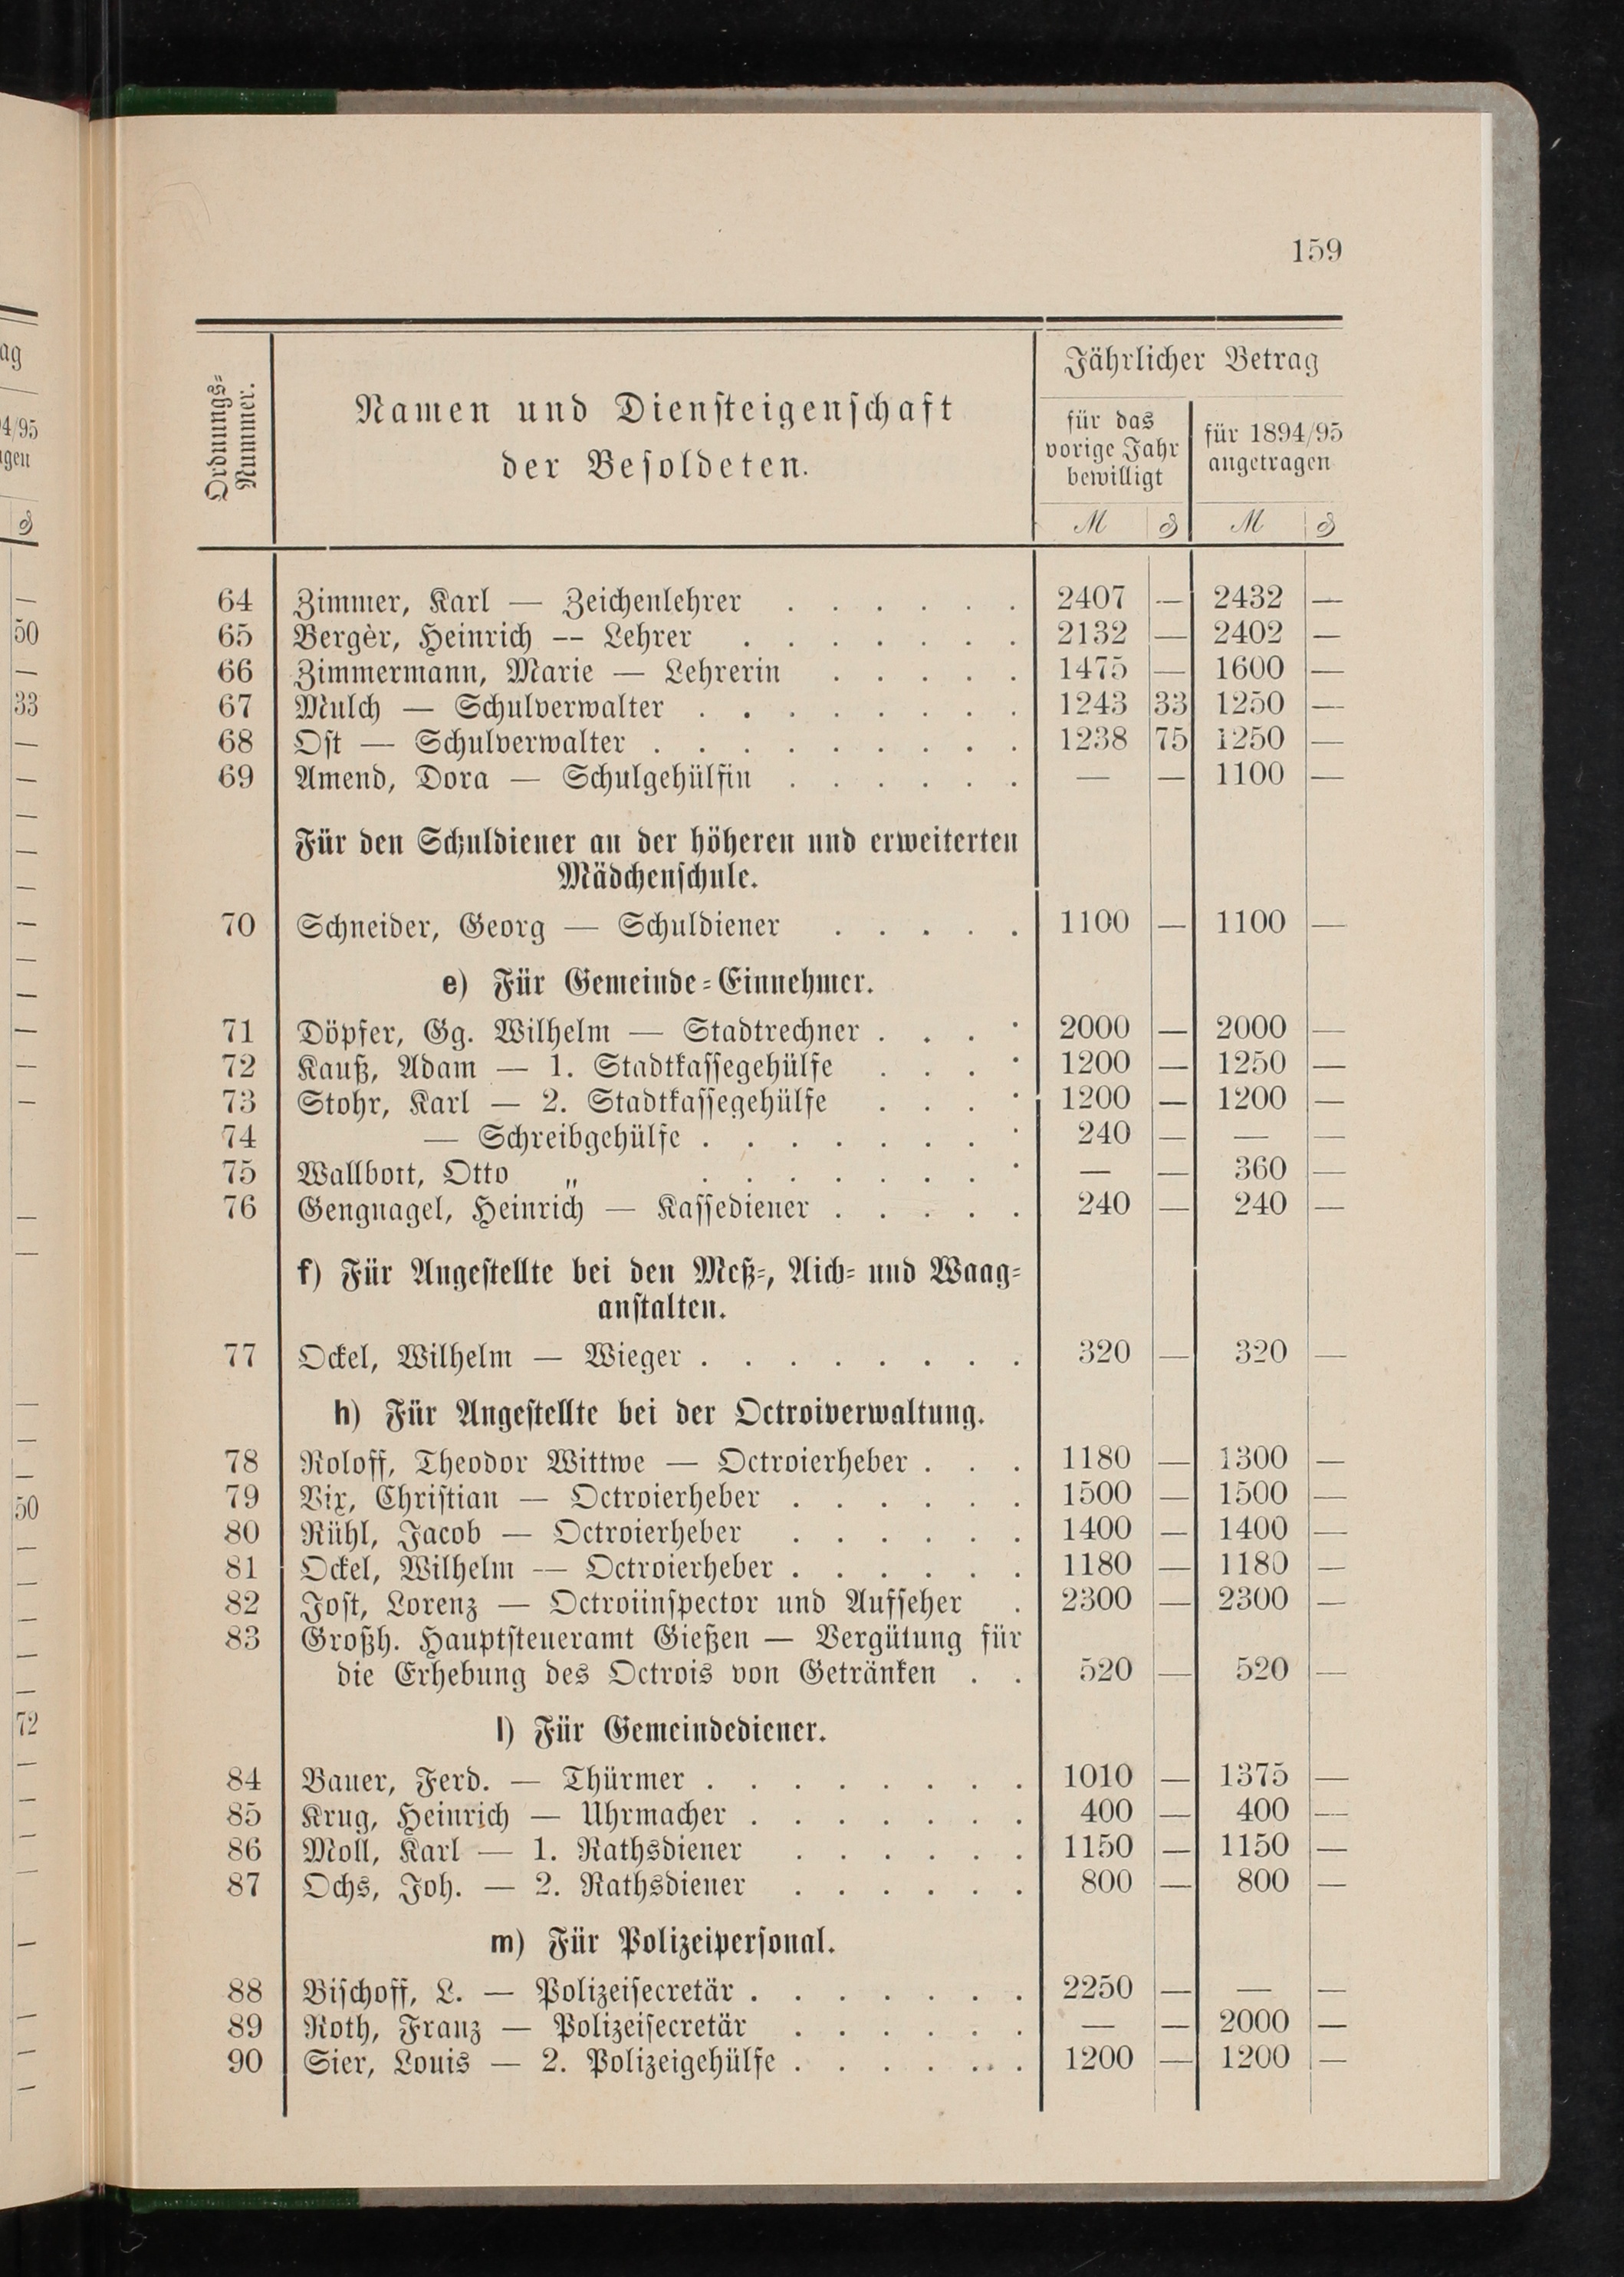 159
Jährlicher Betrag
Ordnungs-
Nummer.
Namen und Diensteigenschaft
der Besoldeten.
für das
vorige Jahr
bewilligt
für 1894/95
angetragen
M ₰ M ₰
64 Zimmer, Karl — Zeichenlehrer . . . . . . 2407 — 2432 —
65 Bergèr, Heinrich — Lehrer . . . . . . . 2132 — 2402 —
66 Zimmermann, Marie — Lehrerin . . . . . 1475 — 1600 —
67 Mulch — Schulverwalter . . . . . . . . 1243 33 1250 —
68 Ost — Schulverwalter . . . . . . . . . 1238 75 1250 —
69 Amend, Dora — Schulgehülfin . . . . . . — — 1100 —
Für den Schuldiener an der höheren und erweiterten
Mädchenschule.
70 Schneider, Georg — Schuldiener . . . . . 1100 — 1100 —
e) Für Gemeinde-Einnehmer.
71 Döpfer, Gg. Wilhelm — Stadtrechner . . . . 2000 — 2000 —
72 Kauß, Adam — 1. Stadtkassegehülfe . . . . 1200 — 1250 —
73 Stohr, Karl — 2. Stadtkassegehülfe . . . . 1200 — 1200 —
74 — Schreibgehülfe . . . . . . . . 240 — — —
75 Wallbott, Otto „ . . . . . . . . — — 360 —
76 Gengnagel, Heinrich — Kassediener . . . . . 240 — 240 —
f) Für Angestellte bei den Meß-, Aich- und Waag-
anstalten.
77 Ockel, Wilhelm — Wieger . . . . . . . . 320 — 320 —
h) Für Angestellte bei der Octroiverwaltung.
78 Roloff, Theodor Wittwe — Octroierheber . . . 1180 — 1300 —
79 Vix, Christian — Octroierheber . . . . . . 1500 — 1500 —
80 Rühl, Jacob — Octroierheber . . . . . . 1400 — 1400 —
81 Ockel, Wilhelm — Octroierheber . . . . . . 1180 — 1180 —
82 Jost, Lorenz — Octroiinspector und Aufseher . 2300 — 2300 —
83 Großh. Hauptsteueramt Gießen — Vergütung für
die Erhebung des Octrois von Getränken . . 520 — 520 —
l) Für Gemeindediener.
84 Bauer, Ferd. — Thürmer . . . . . . . . 1010 — 1375 —
85 Krug, Heinrich — Uhrmacher . . . . . . . 400 — 400 —
86 Moll, Karl — 1. Rathsdiener . . . . . . 1150 — 1150 —
87 Ochs, Joh. — 2. Rathsdiener . . . . . . 800 — 800 —
m) Für Polizeipersonal.
88 Bischoff, L. — Polizeisecretär . . . . . . . 2250 — — —
89 Roth, Franz — Polizeisecretär . . . . . . — — 2000 —
90 Sier, Louis — 2. Polizeigehülfe . . . . . . 1200 — 1200 —